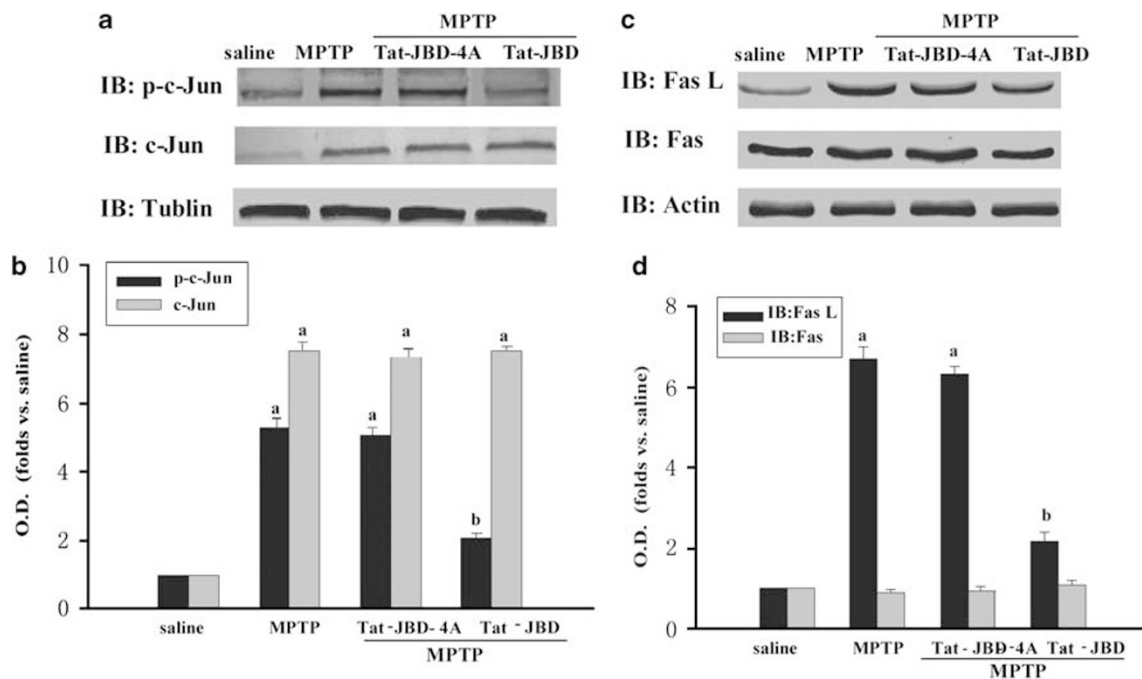 a
MPTP
saline MPTP Tat-JBD-4A Tat-JBD
IB: p-c-Jun
IB: c-Jun
IB: Tublin
b
10
8
6
4
2
0
O.D. (folds vs. saline)
p-c-Jun
c-Jun
a a a
a a
b
saline MPTP Tat-JBD-4A Tat-JBD
MPTP
c
MPTP
saline MPTP Tat-JBD-4A Tat-JBD
IB: Fas L
IB: Fas
IB: Actin
d
8
6
4
2
0
O.D. (folds vs. saline)
IB:Fas L
IB:Fas
a a
b
saline MPTP Tat-JBD-4A Tat-JBD
MPTP